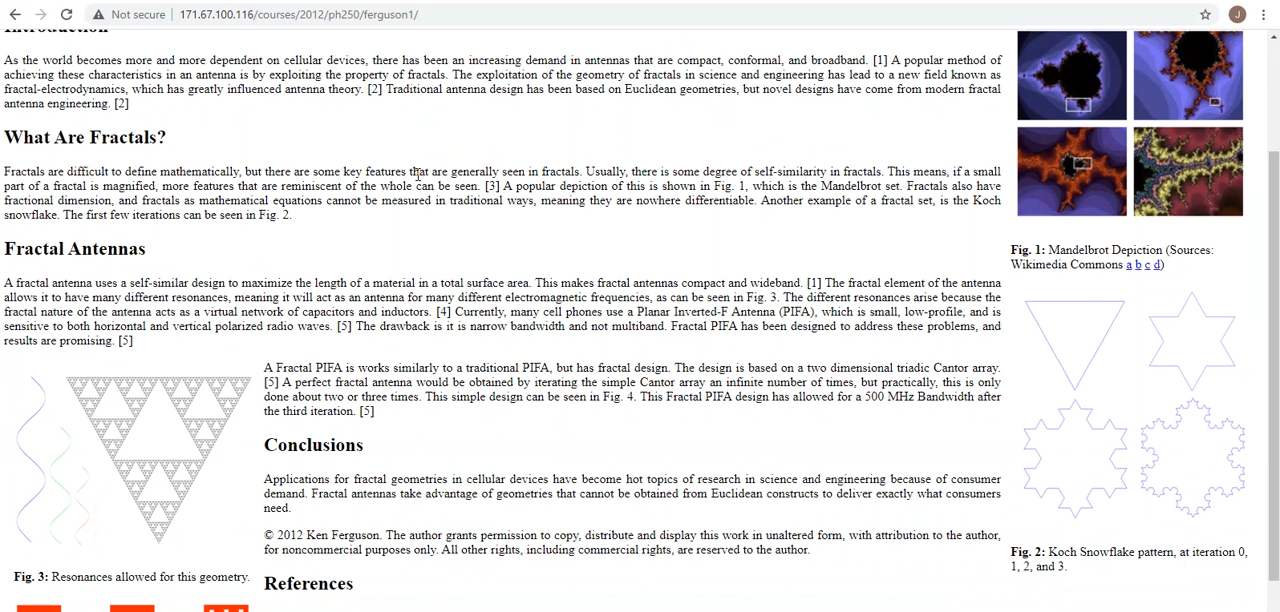 Not secure | 171.67.100.116/courses/2012/ph250/ferguson1/
J
Introduction
As the world becomes more and more dependent on cellular devices, there has been an increasing demand in antennas that are compact, conformal, and broadband. [1] A popular method of
achieving these characteristics in an antenna is by exploiting the property of fractals. The exploitation of the geometry of fractals in science and engineering has lead to a new field known as
fractal-electrodynamics, which has greatly influenced antenna theory. [2] Traditional antenna design has been based on Euclidean geometries, but novel designs have come from modern fractal
antenna engineering. [2]
What Are Fractals?
Fractals are difficult to define mathematically, but there are some key features that are generally seen in fractals. Usually, there is some degree of self-similarity in fractals. This means, if a small
part of a fractal is magnified, more features that are reminiscent of the whole can be seen. [3] A popular depiction of this is shown in Fig. 1, which is the Mandelbrot set. Fractals also have
fractional dimension, and fractals as mathematical equations cannot be measured in traditional ways, meaning they are nowhere differentiable. Another example of a fractal set, is the Koch
snowflake. The first few iterations can be seen in Fig. 2.
Fractal Antennas
A fractal antenna uses a self-similar design to maximize the length of a material in a total surface area. This makes fractal antennas compact and wideband. [1] The fractal element of the antenna
allows it to have many different resonances, meaning it will act as an antenna for many different electromagnetic frequencies, as can be seen in Fig. 3. The different resonances arise because the
fractal nature of the antenna acts as a virtual network of capacitors and inductors. [4] Currently, many cell phones use a Planar Inverted-F Antenna (PIFA), which is small, low-profile, and is
sensitive to both horizontal and vertical polarized radio waves. [5] The drawback is it is narrow bandwidth and not multiband. Fractal PIFA has been designed to address these problems, and
results are promising. [5]
A Fractal PIFA is works similarly to a traditional PIFA, but has fractal design. The design is based on a two dimensional triadic Cantor array.
[5] A perfect fractal antenna would be obtained by iterating the simple Cantor array an infinite number of times, but practically, this is only
done about two or three times. This simple design can be seen in Fig. 4. This Fractal PIFA design has allowed for a 500 MHz Bandwidth after
the third iteration. [5]
Conclusions
Applications for fractal geometries in cellular devices have become hot topics of research in science and engineering because of consumer
demand. Fractal antennas take advantage of geometries that cannot be obtained from Euclidean constructs to deliver exactly what consumers
need.
© 2012 Ken Ferguson. The author grants permission to copy, distribute and display this work in unaltered form, with attribution to the author,
for noncommercial purposes only. All other rights, including commercial rights, are reserved to the author.
References
Fig. 3: Resonances allowed for this geometry.
Fig. 1: Mandelbrot Depiction (Sources:
Wikimedia Commons a b c d)
Fig. 2: Koch Snowflake pattern, at iteration 0,
1, 2, and 3.